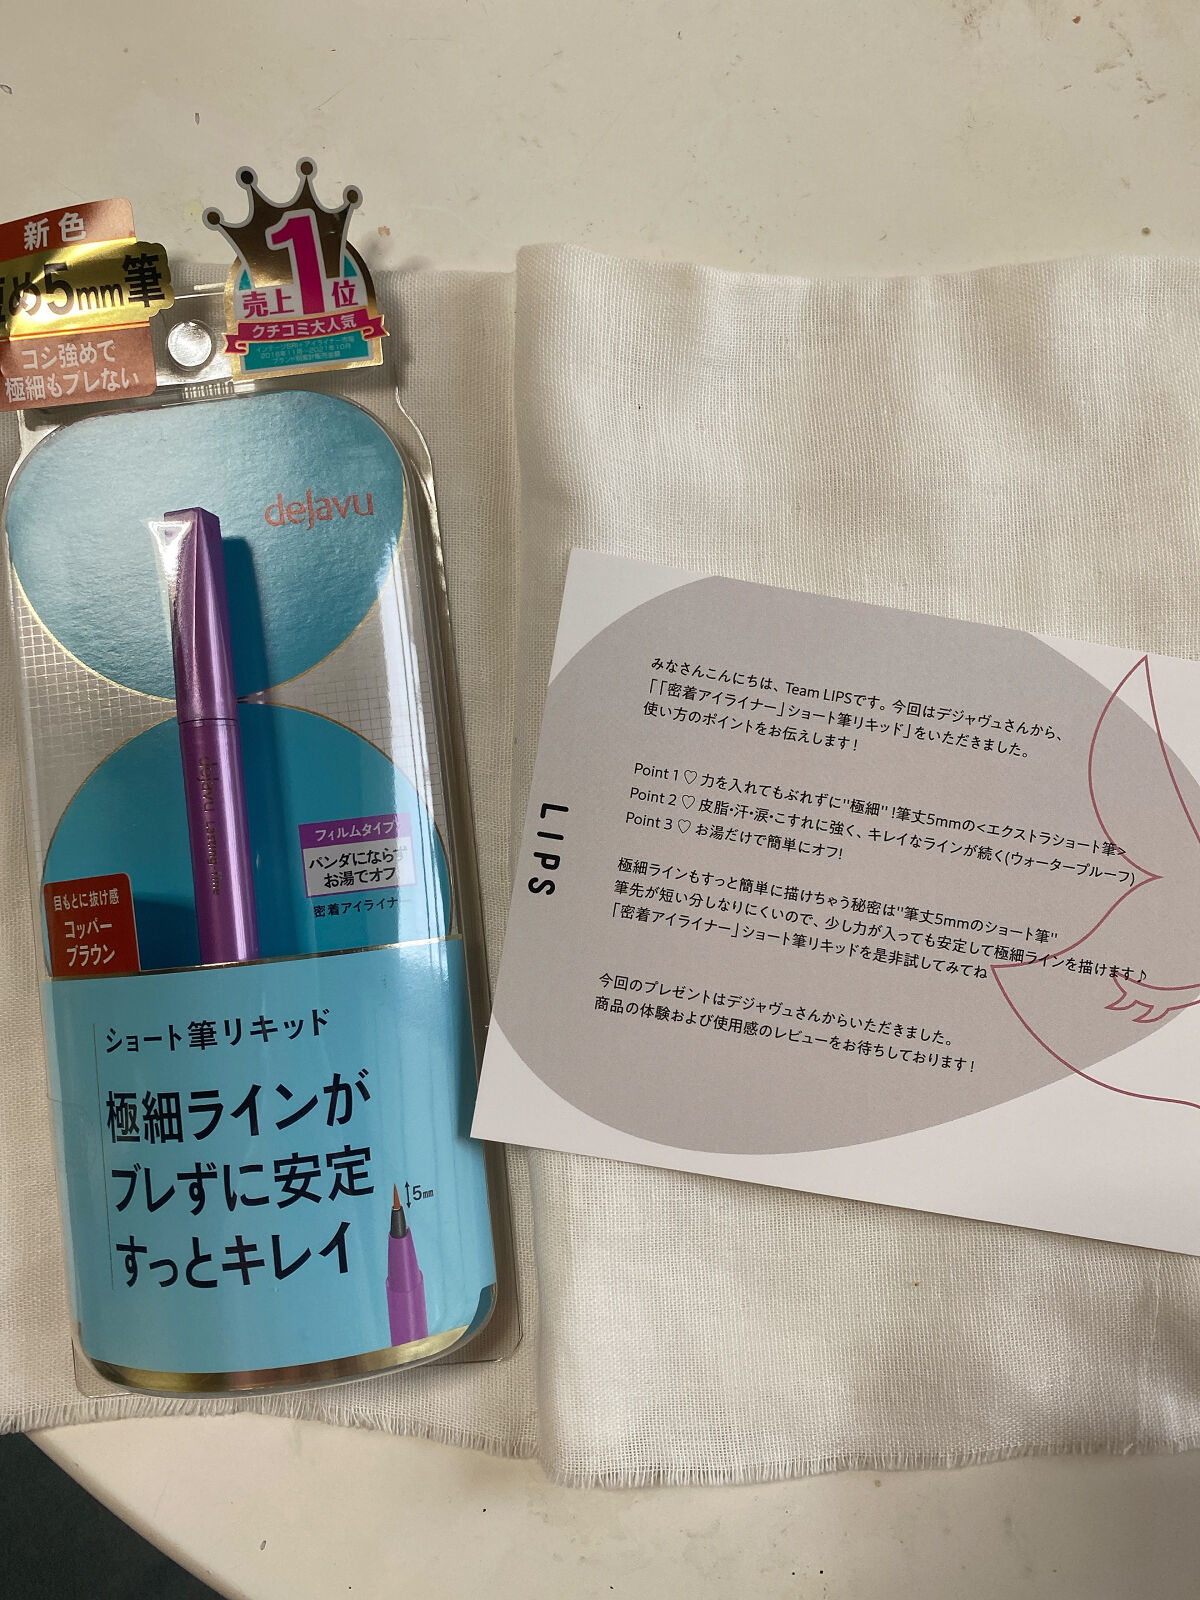 新色
短め5mm筆
コシ強めで
極細もブレない
1
売上 位
クチコミ大人気
dejavu
dejavu
フィルムタイプ
パンダにならず
お湯でオフ
密着アイライナー
目もとに抜け感
コッパー
ブラウン
ショート筆リキッド
極細ラインが
ブレずに安定
すっとキレイ
5mm
LIPS
みなさんこんにちは、Team LIPSです。今回はデジャヴュさんから、
「「密着アイライナー」ショート筆リキッド」をいただきました。
使い方のポイントをお伝えします！
Point 1 ♡ 力を入れてもぶれずに"極細"！筆丈5mmの<エクストラショート筆>
Point 2 ♡ 皮脂・汗・涙・こすれに強く、キレイなラインが続く(ウォータープルーフ)
Point 3 ♡ お湯だけで簡単にオフ!
極細ラインもすっと簡単に描けちゃう秘密は"筆丈5mmのショート筆"
筆先が短い分しなりにくいので、少し力が入っても安定して極細ラインを描けます♪
「密着アイライナー」ショート筆リキッドを是非試してみてね
今回のプレゼントはデジャヴュさんからいただきました。
商品の体験および使用感のレビューをお待ちしております！